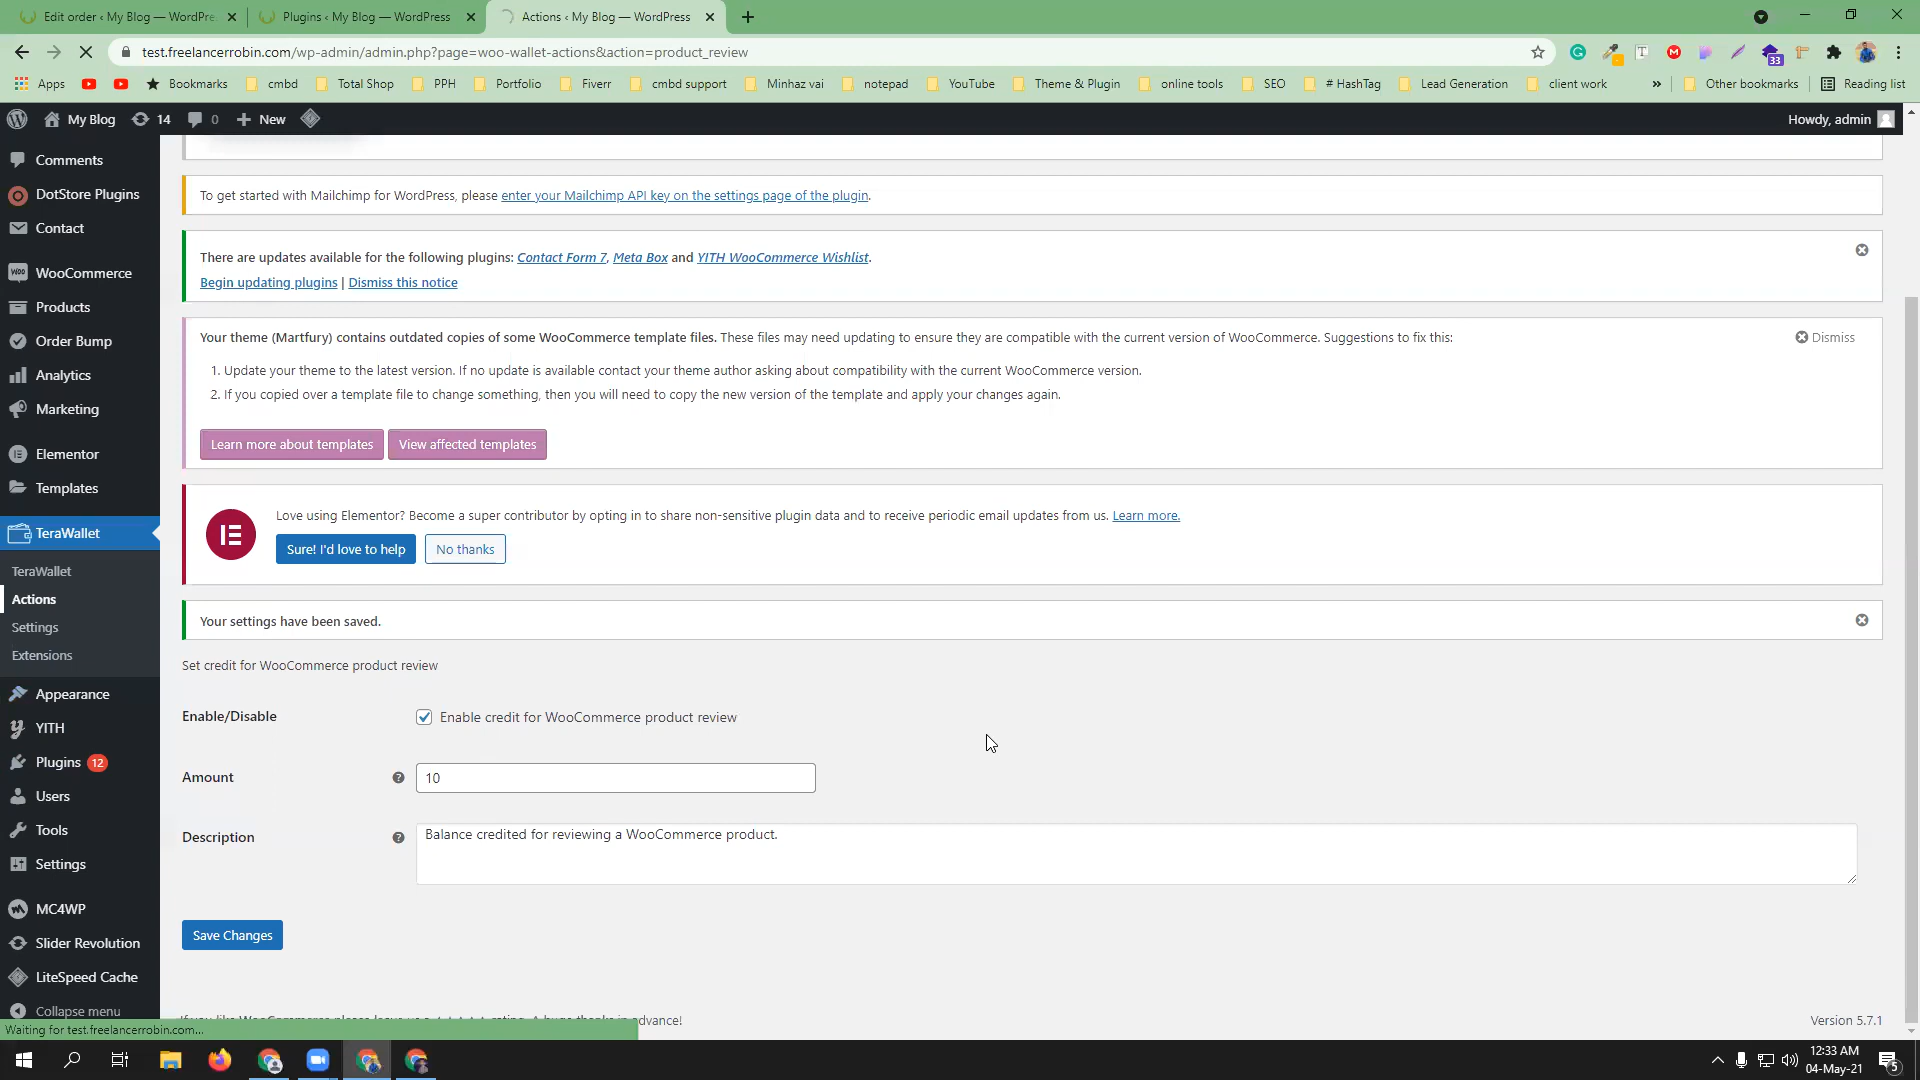 Edit order ‹ My Blog — WordPre
Plugins ‹ My Blog — WordPress
Actions ‹ My Blog — WordPress
test.freelancerrobin.com/wp-admin/admin.php?page=woo-wallet-actions&action=product_review
33
Apps
Bookmarks
cmbd
Total Shop
PPH
Portfolio
Fiverr
cmbd support
Minhaz vai
notepad
YouTube
Theme & Plugin
online tools
SEO
# HashTag
Lead Generation
client work
»
Other bookmarks
Reading list
My Blog
14
0
New
Howdy, admin
Comments
DotStore Plugins
Contact
WooCommerce
Products
Order Bump
Analytics
Marketing
Elementor
Templates
TeraWallet
TeraWallet
Actions
Settings
Extensions
Appearance
YITH
Plugins 12
Users
Tools
Settings
MC4WP
Slider Revolution
LiteSpeed Cache
Collapse menu
To get started with Mailchimp for WordPress, please enter your Mailchimp API key on the settings page of the plugin.
There are updates available for the following plugins: Contact Form 7, Meta Box and YITH WooCommerce Wishlist.
Begin updating plugins | Dismiss this notice
Your theme (Martfury) contains outdated copies of some WooCommerce template files. These files may need updating to ensure they are compatible with the current version of WooCommerce. Suggestions to fix this:
Dismiss
1. Update your theme to the latest version. If no update is available contact your theme author asking about compatibility with the current WooCommerce version.
2. If you copied over a template file to change something, then you will need to copy the new version of the template and apply your changes again.
Learn more about templates
View affected templates
Love using Elementor? Become a super contributor by opting in to share non-sensitive plugin data and to receive periodic email updates from us. Learn more.
Sure! I'd love to help
No thanks
Your settings have been saved.
Set credit for WooCommerce product review
Enable/Disable
Enable credit for WooCommerce product review
Amount
10
Description
Balance credited for reviewing a WooCommerce product.
Save Changes
dvance!
Version 5.7.1
Waiting for test.freelancerrobin.com...
12:33 AM
04-May-21
5